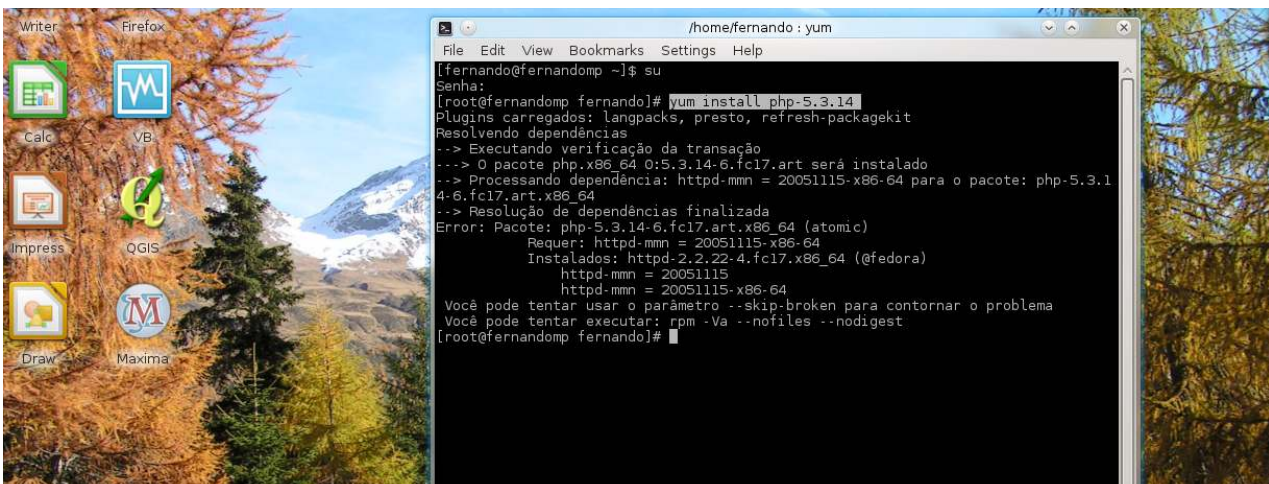 Writer
Firefox
Calc
VB
Impress
QGIS
Draw
Maxima
/home/fernando : yum
File Edit View Bookmarks Settings Help
[fernando@fernandomp ~]$ su
Senha:
[root@fernandomp fernando]# yum install php-5.3.14
Plugins carregados: langpacks, presto, refresh-packagekit
Resolvendo dependências
--> Executando verificação da transação
---> O pacote php.x86_64 0:5.3.14-6.fc17.art será instalado
--> Processando dependência: httpd-mmn = 20051115-x86-64 para o pacote: php-5.3.1
4-6.fc17.art.x86_64
--> Resolução de dependências finalizada
Error: Pacote: php-5.3.14-6.fc17.art.x86_64 (atomic)
Requer: httpd-mmn = 20051115-x86-64
Instalados: httpd-2.2.22-4.fc17.x86_64 (@fedora)
httpd-mmn = 20051115
httpd-mmn = 20051115-x86-64
Você pode tentar usar o parâmetro --skip-broken para contornar o problema
Você pode tentar executar: rpm -Va --nofiles --nodigest
[root@fernandomp fernando]#